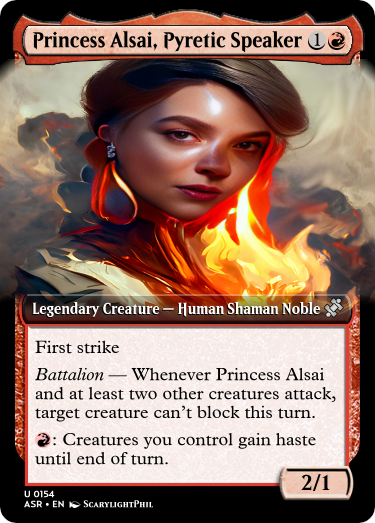 Princess Alsai, Pyretic Speaker 1
Legendary Creature — Human Shaman Noble
First strike
Battalion — Whenever Princess Alsai
and at least two other creatures attack,
target creature can't block this turn.
: Creatures you control gain haste
until end of turn.
2/1
U 0154
ASR • EN ScarylightPhil